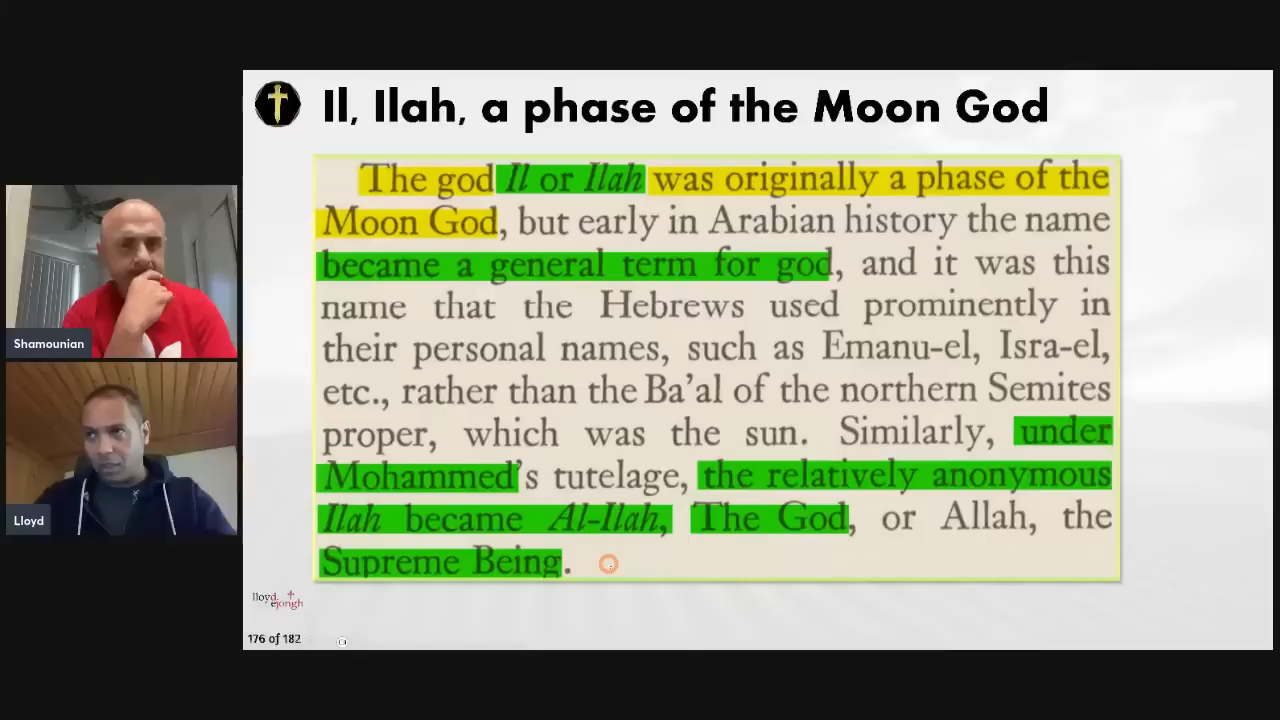 Il, Ilah, a phase of the Moon God
The god Il or Ilah was originally a phase of the
Moon God, but early in Arabian history the name
became a general term for god, and it was this
name that the Hebrews used prominently in
their personal names, such as Emanu-el, Isra-el,
etc., rather than the Ba’al of the northern Semites
proper, which was the sun. Similarly, under
Mohammed’s tutelage, the relatively anonymous
Ilah became Al-Ilah, The God, or Allah, the
Supreme Being.
Shamounian
Lloyd
lloyd
ejongh
176 of 182